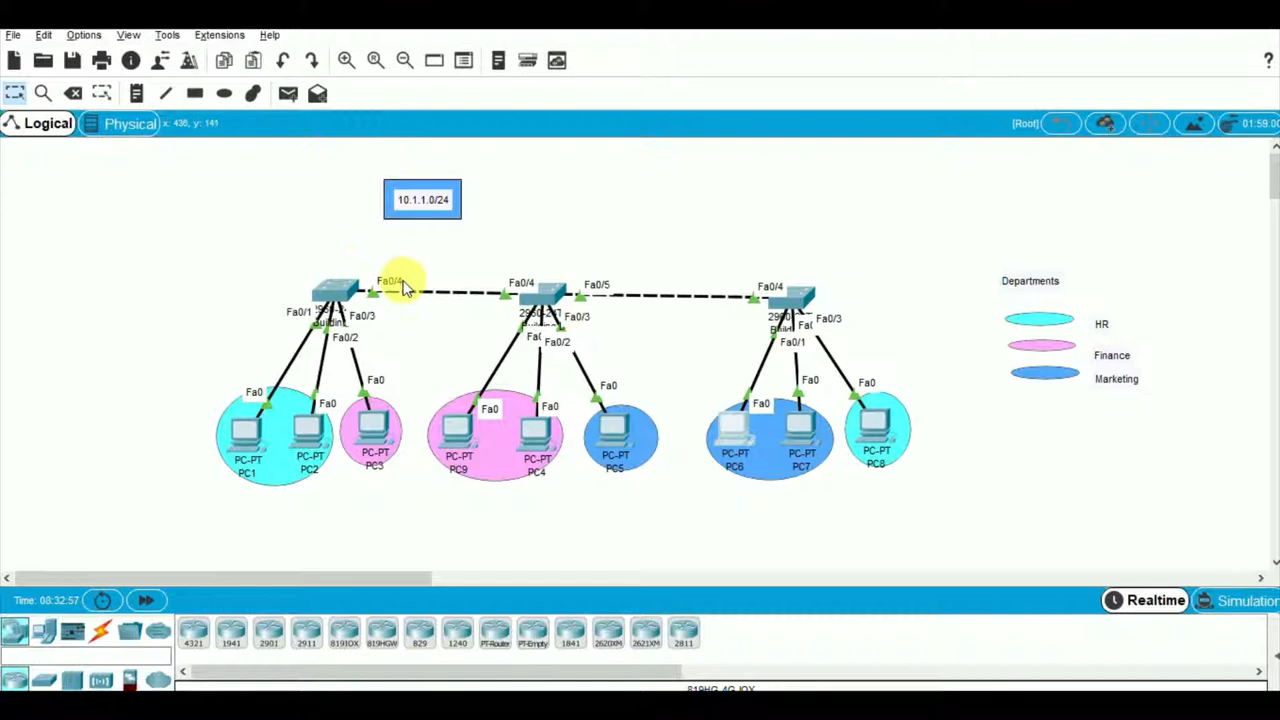 File Edit Options View Tools Extensions Help
?
Logical Physical x: 436, y: 141 [Root] 01:59:00
10.1.1.0/24
Fa0/4 Fa0/4 Fa0/5 Fa0/4
Departments
HR
Finance
Marketing
Fa0/1 Fa0/3 Fa0/2
Fa0/3 Fa0/2
Fa0/3 Fa0/1
Fa0 Fa0 Fa0 Fa0 Fa0 Fa0 Fa0 Fa0 Fa0
PC-PT PC-PT PC-PT PC-PT PC-PT PC-PT PC-PT PC-PT PC-PT
PC1 PC2 PC3 PC9 PC4 PC5 PC6 PC7 PC8
Time: 08:32:57 Realtime Simulation
4321 1941 2901 2911 819IOX 819HGW 829 1240 PT-Router PT-Empty 1841 2620XM 2621XM 2811
819HG-4G-IOX